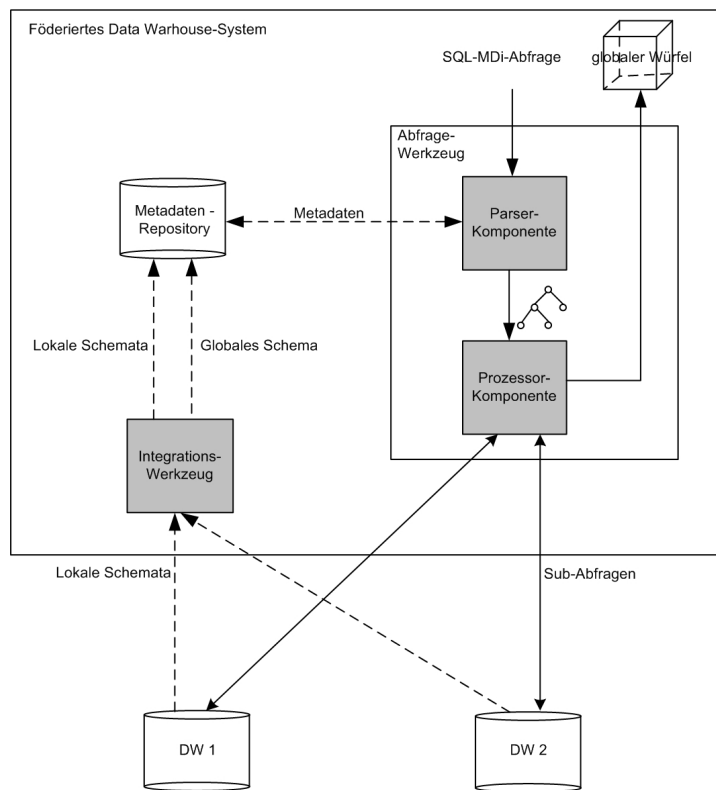 Föderiertes Data Warhouse-System
SQL-MDi-Abfrage
globaler Würfel
Abfrage-
Werkzeug
Metadaten -
Repository
Metadaten
Parser-
Komponente
Lokale Schemata
Globales Schema
Prozessor-
Komponente
Integrations-
Werkzeug
Lokale Schemata
Sub-Abfragen
DW 1
DW 2